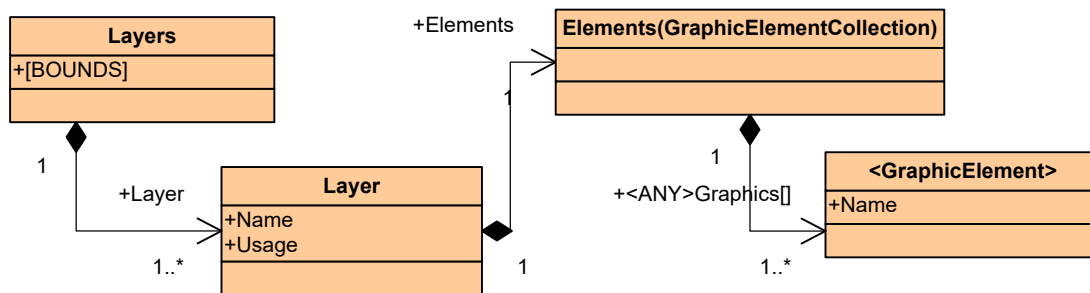 Layers
+[BOUNDS]
1
+Layer
1..*
Layer
+Name
+Usage
1
+Elements
1
Elements(GraphicElementCollection)
1
+<ANY>Graphics[]
1..*
<GraphicElement>
+Name